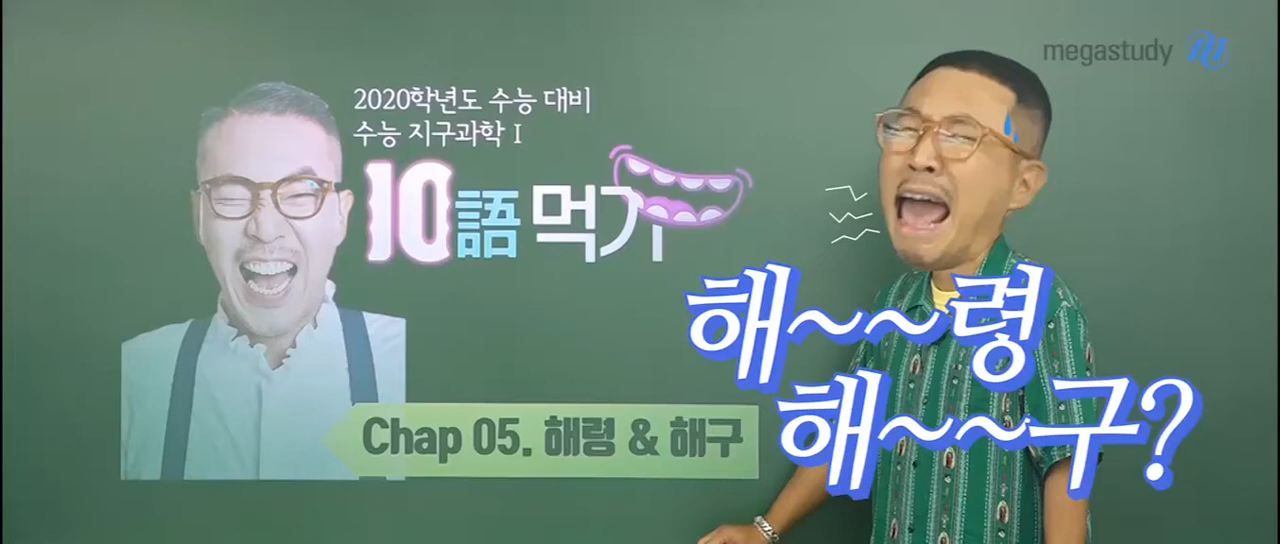 megastudy
2020학년도 수능 대비
수능 지구과학 I
10語 먹기
Chap 05. 해령 & 해구
해~~령
해~~구?